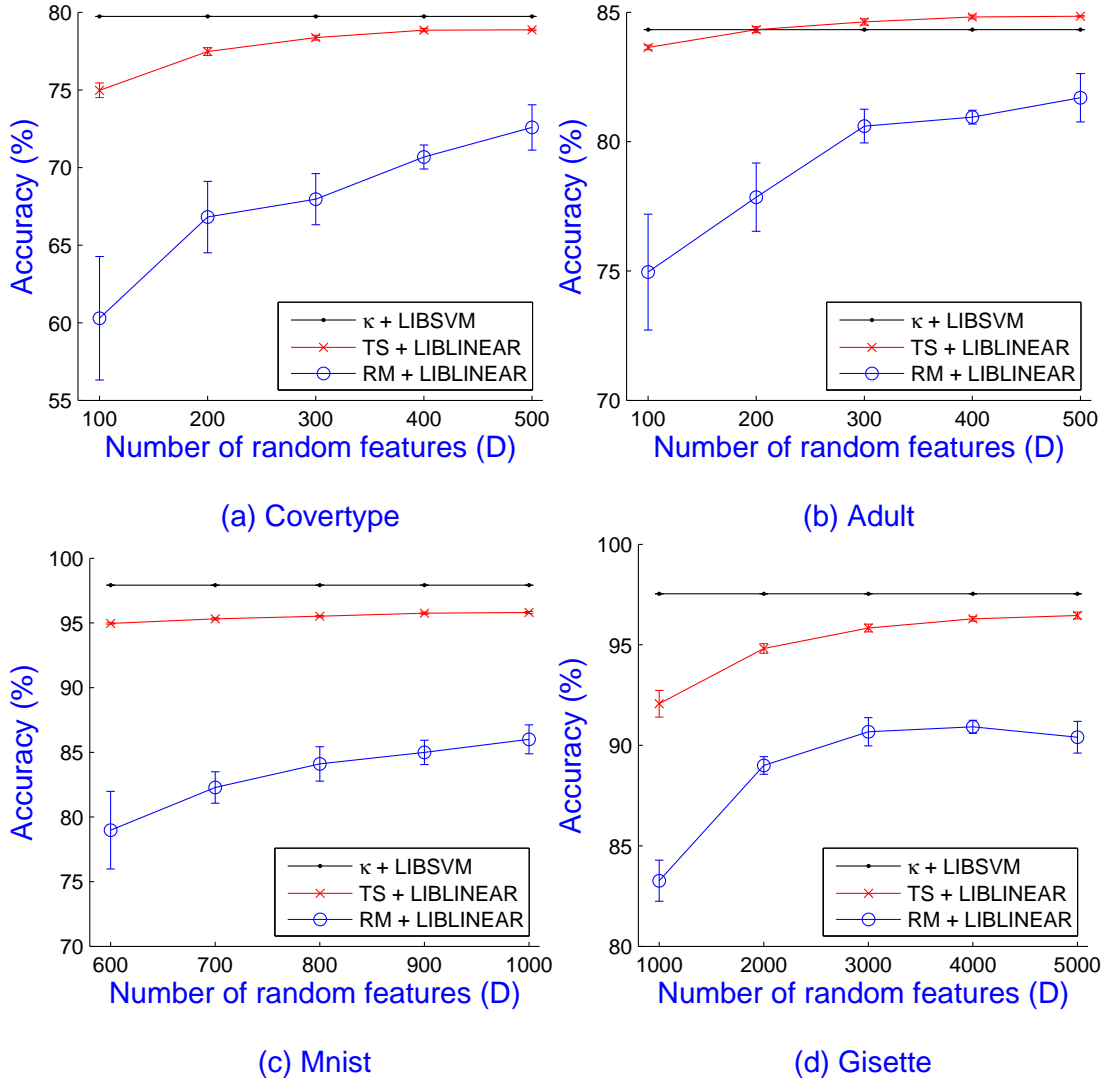 80
75
70
65
60
55
Accuracy (%)
100 200 300 400 500
Number of random features (D)
κ + LIBSVM
TS + LIBLINEAR
RM + LIBLINEAR
(a) Covertype
85
80
75
70
Accuracy (%)
100 200 300 400 500
Number of random features (D)
κ + LIBSVM
TS + LIBLINEAR
RM + LIBLINEAR
(b) Adult
100
95
90
85
80
75
70
Accuracy (%)
600 700 800 900 1000
Number of random features (D)
κ + LIBSVM
TS + LIBLINEAR
RM + LIBLINEAR
(c) Mnist
100
95
90
85
80
Accuracy (%)
1000 2000 3000 4000 5000
Number of random features (D)
κ + LIBSVM
TS + LIBLINEAR
RM + LIBLINEAR
(d) Gisette